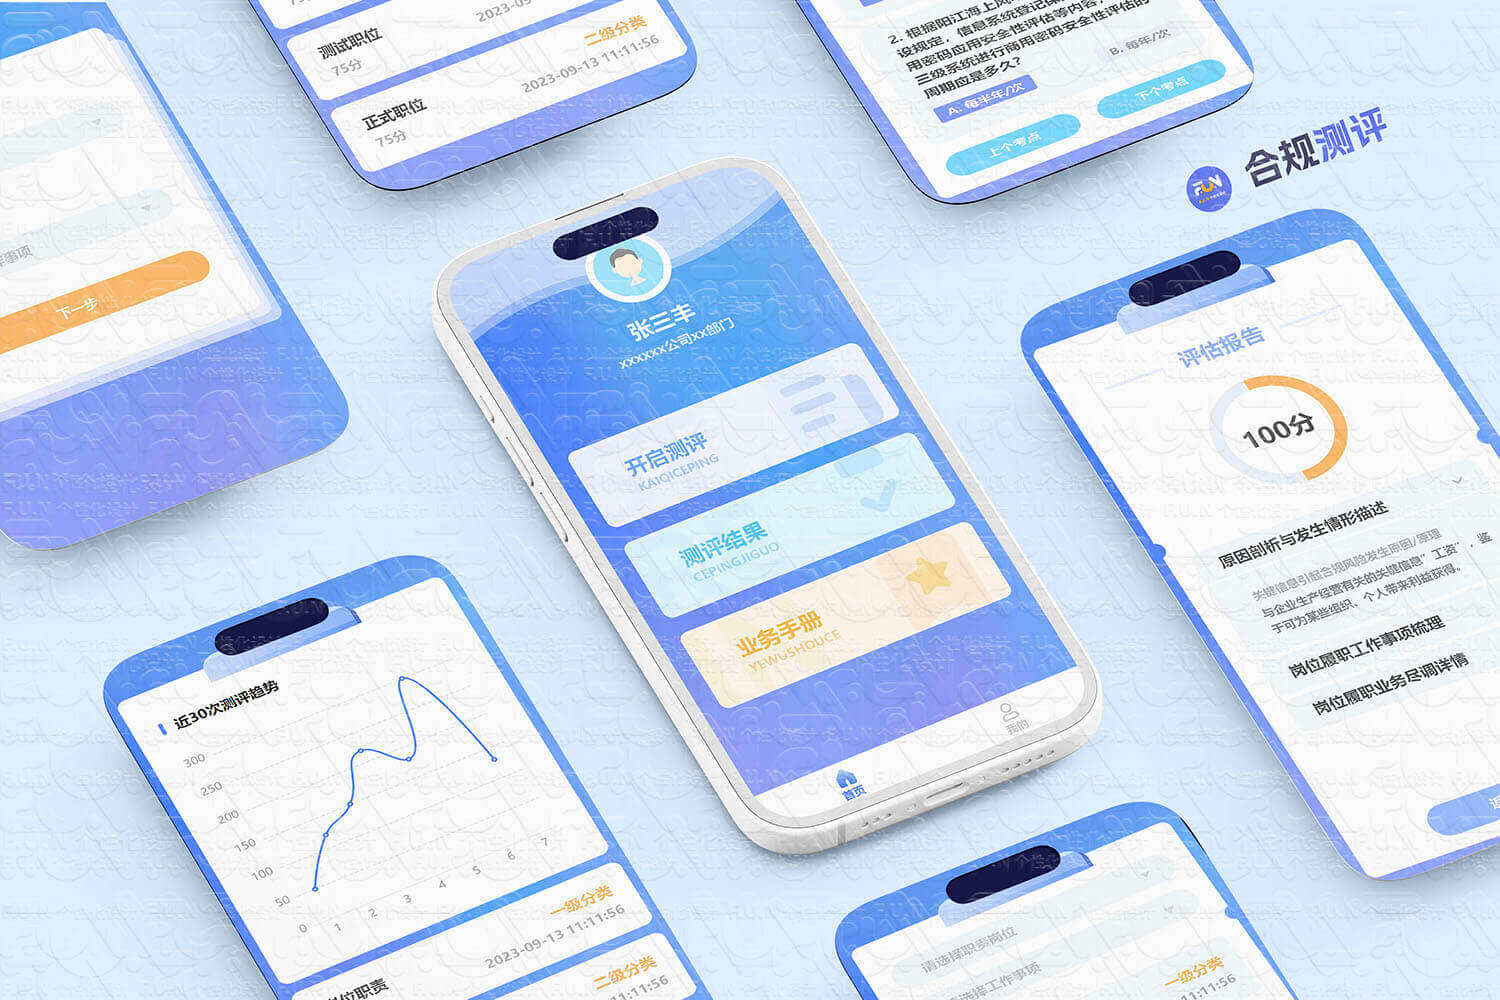 事项
下一步
2023-09-
测试职位
75分
二级分类
2023-09-13 11:11:56
正式职位
75分
2. 根据阳江海上风
设规定，信息系统登记保
用密码应用安全性评估等内容，
三级系统进行商用密码安全性评估的
周期应是多久?
A. 每半年/次
B. 每年/次
上个考点
下个考点
F.U.N
合规测评
张三丰
xxxxxx公司xx部门
开启测评
KAIQICEPING
测评结果
CEPINGJIGUO
业务手册
YEWUSHOUCE
首页
我的
评估报告
100分
原因剖析与发生情形描述
关键信息引起合规风险发生原因/原理
与企业生产经营有关的关键信息"工资"，鉴
于可为某些组织、个人带来利益获得。
岗位履职工作事项梳理
岗位履职业务尽调详情
近30次测评趋势
300
250
200
150
100
50
0 1 2 3 4 5 6 7
一级分类
2023-09-13 11:11:56
岗位职责
二级分类
11:11:56
请选择职责岗位
选择工作事项
一级分类
11:11:56